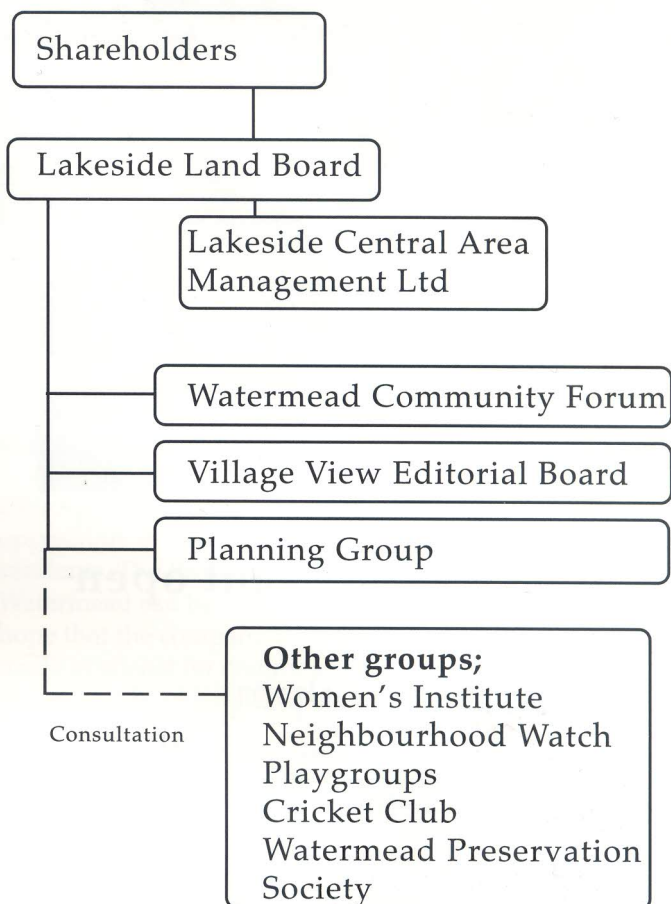 Shareholders
Lakeside Land Board
Lakeside Central Area
Management Ltd
Watermead Community Forum
Village View Editorial Board
Planning Group
Other groups;
Women's Institute
Neighbourhood Watch
Playgroups
Cricket Club
Watermead Preservation
Society
Consultation